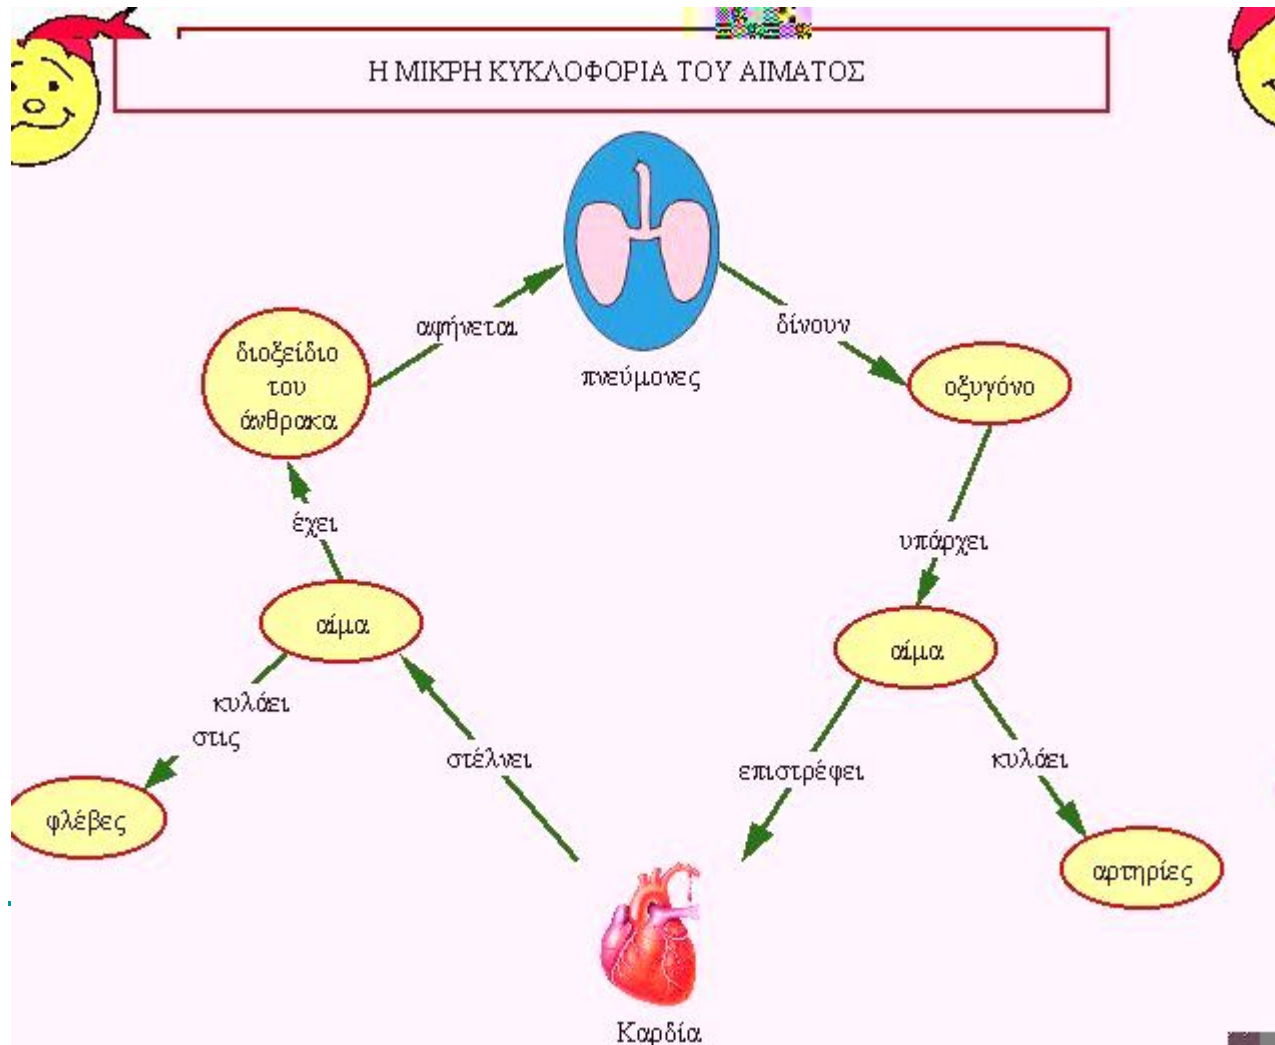 Η ΜΙΚΡΗ ΚΥΚΛΟΦΟΡΙΑ ΤΟΥ ΑΙΜΑΤΟΣ
αφήνεται
δίνουν
διοξείδιο
του
άνθρακα
πνεύμονες
οξυγόνο
έχει
υπάρχει
αίμα
αίμα
κυλάει
στις
στέλνει
επιστρέφει
κυλάει
φλέβες
αρτηρίες
Καρδία